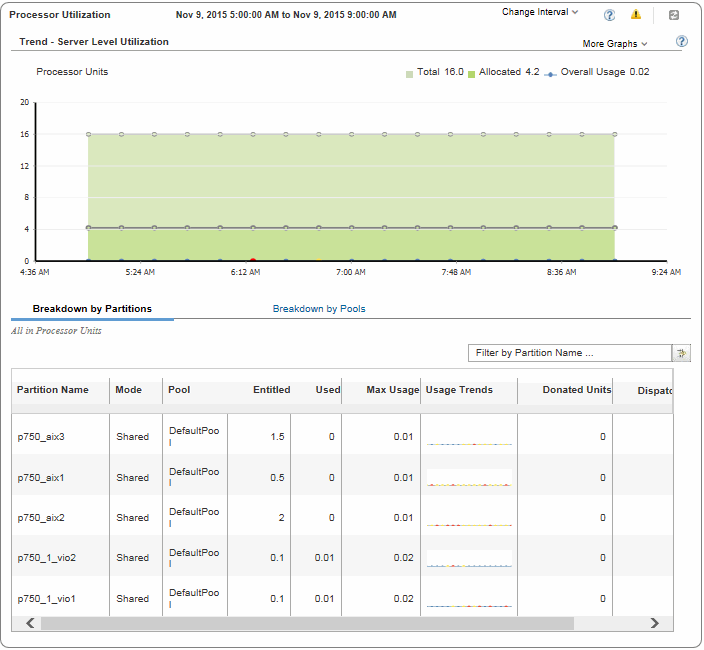 Processor Utilization Nov 9, 2015 5:00:00 AM to Nov 9, 2015 9:00:00 AM Change Interval
Trend - Server Level Utilization More Graphs
Processor Units Total 16.0 Allocated 4.2 Overall Usage 0.02
20
16
12
8
4
0
4:36 AM 5:24 AM 6:12 AM 7:00 AM 7:48 AM 8:36 AM 9:24 AM
Breakdown by Partitions Breakdown by Pools
All in Processor Units
Filter by Partition Name ...
Partition Name Mode Pool Entitled Used Max Usage Usage Trends Donated Units Dispatc
p750_aix3 Shared DefaultPoo 1.5 0 0.01 0
l
p750_aix1 Shared DefaultPoo 0.5 0 0.01 0
l
p750_aix2 Shared DefaultPoo 2 0 0.01 0
l
p750_1_vio2 Shared DefaultPoo 0.1 0.01 0.02 0
l
p750_1_vio1 Shared DefaultPoo 0.1 0.01 0.02 0
l